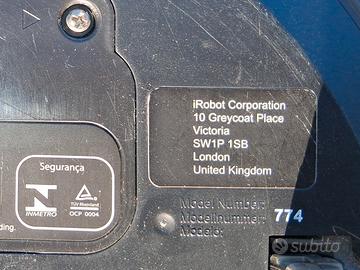 iRobot Corporation
10 Greycoat Place
Victoria
SW1P 1SB
London
United Kingdom
Segurança
INMETRO
TÜV Rheinland
OCP 0004
ding.
Model Number:
Modellnummer: 774
Modelo:
subito